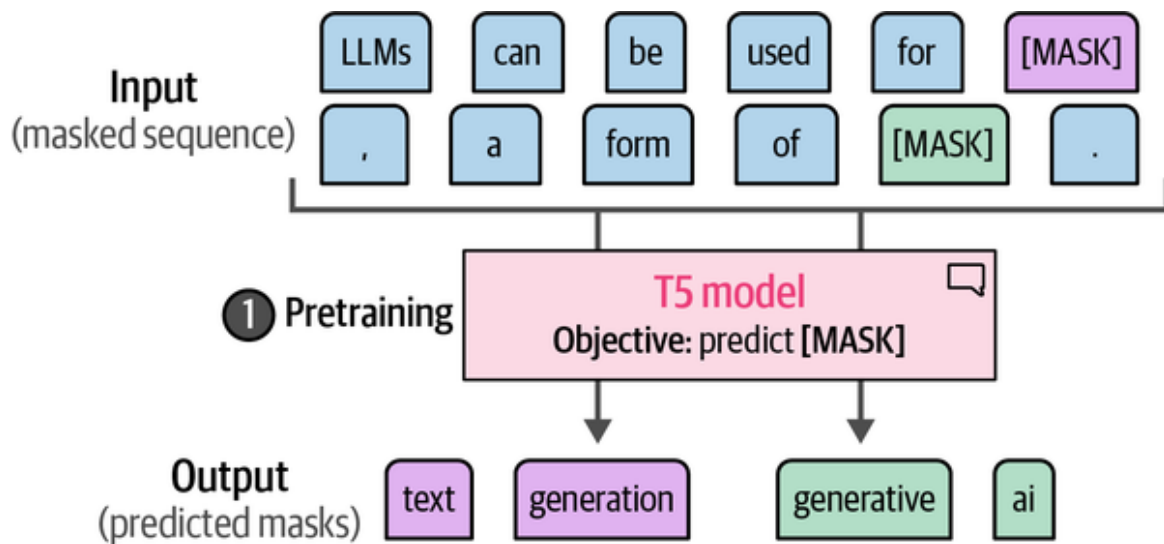 LLMs can be used for [MASK]
Input
(masked sequence)
, a form of [MASK] .
T5 model
1 Pretraining
Objective: predict [MASK]
Output
(predicted masks)
text generation generative ai